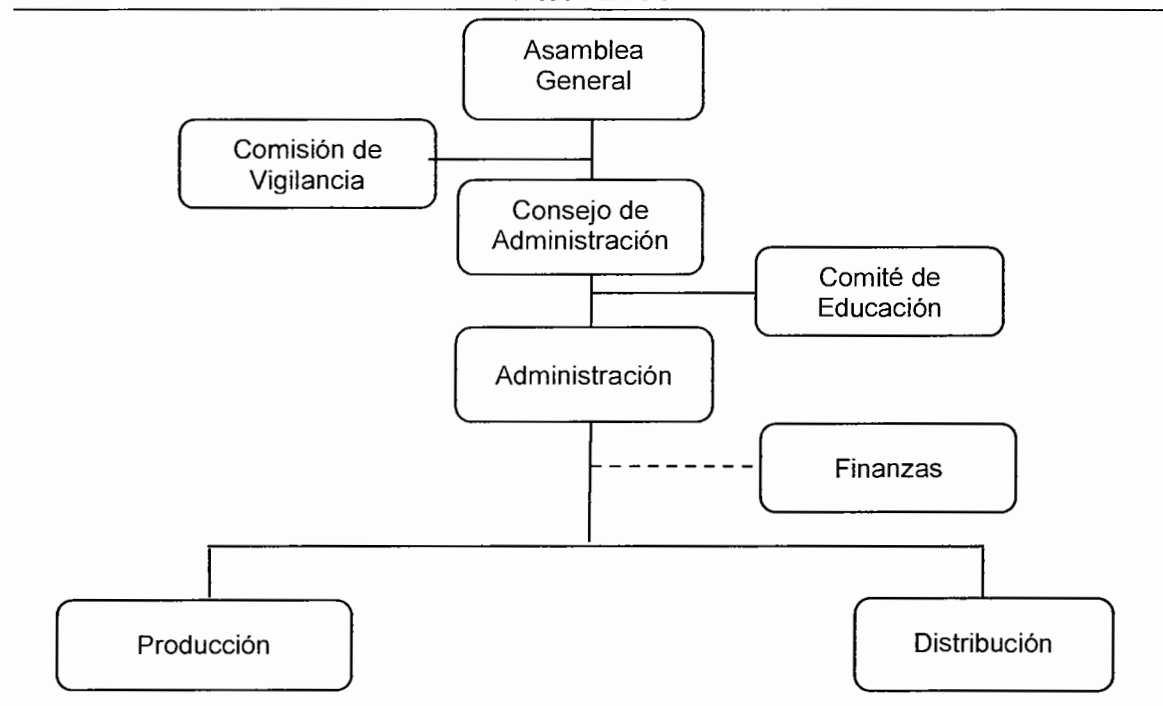 Asamblea
General
Comisión de
Vigilancia
Consejo de
Administración
Comité de
Educación
Administración
Finanzas
Producción
Distribución